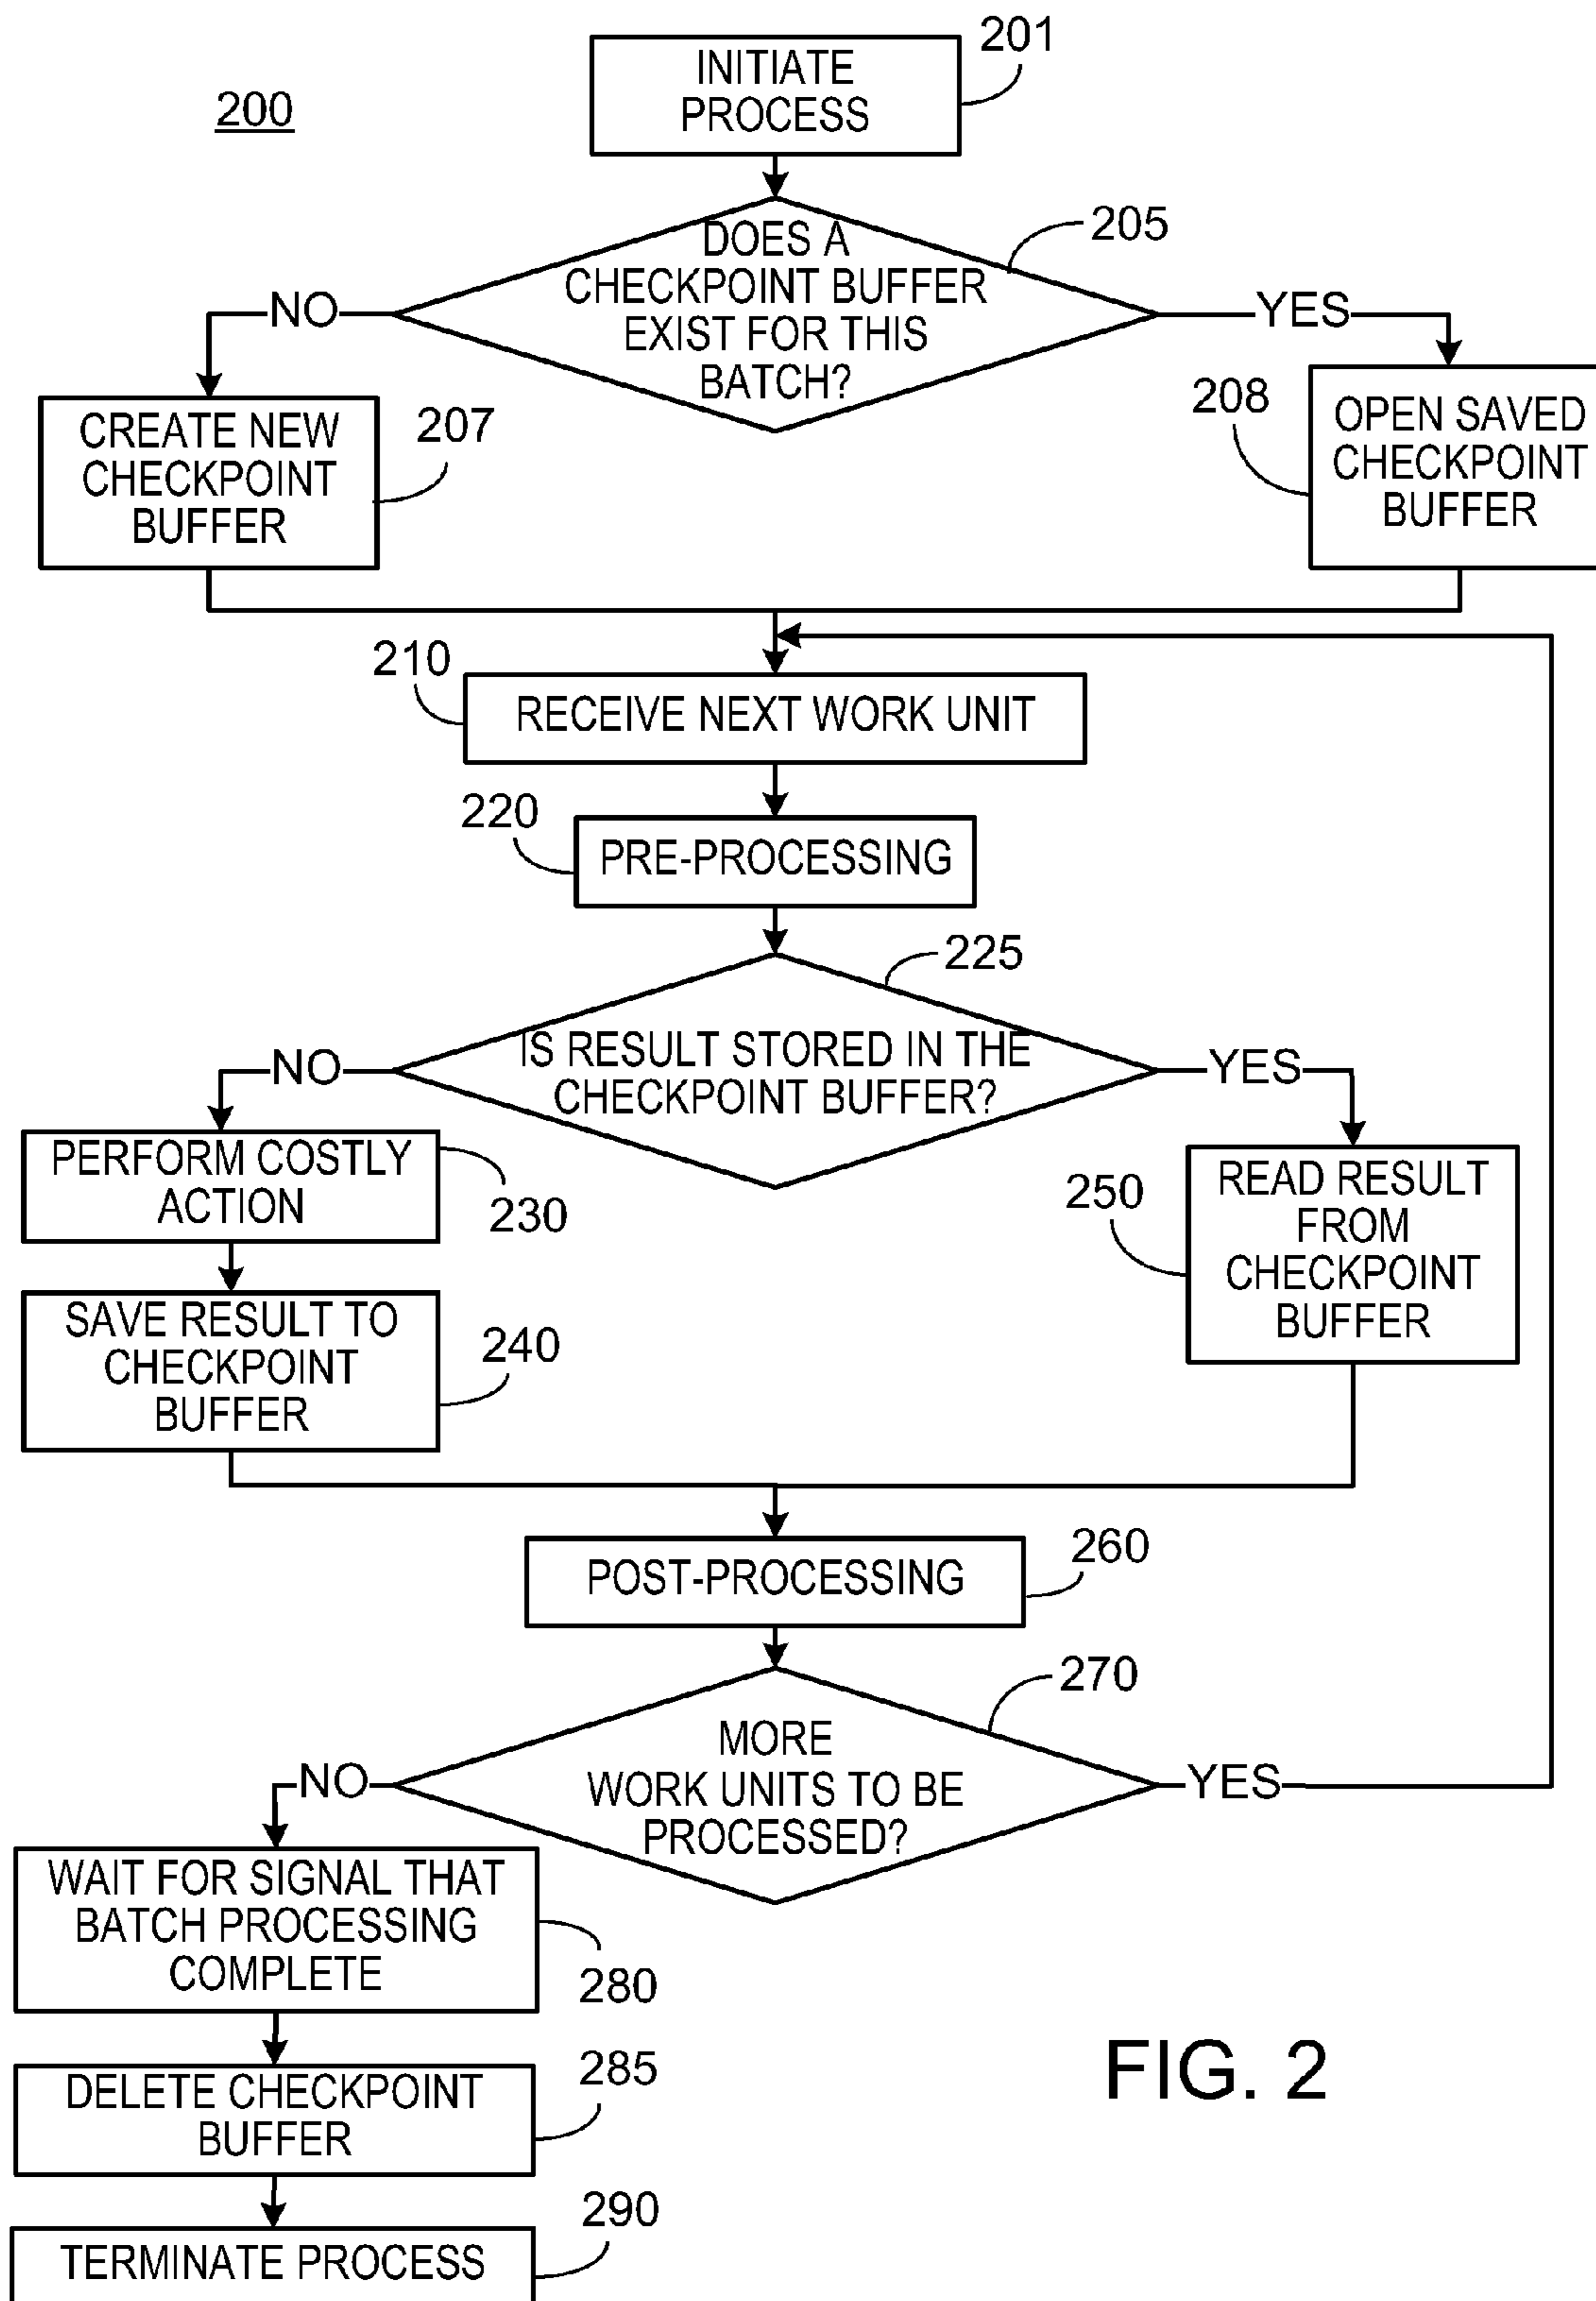 201
INITIATE
PROCESS
200
205
DOES A
CHECKPOINT BUFFER
EXIST FOR THIS
BATCH?
NO
YES
207
CREATE NEW
CHECKPOINT
BUFFER
208
OPEN SAVED
CHECKPOINT
BUFFER
210
RECEIVE NEXT WORK UNIT
220
PRE-PROCESSING
225
IS RESULT STORED IN THE
CHECKPOINT BUFFER?
NO
YES
PERFORM COSTLY
ACTION
230
250
READ RESULT
FROM
CHECKPOINT
BUFFER
SAVE RESULT TO
CHECKPOINT
BUFFER
240
260
POST-PROCESSING
270
MORE
WORK UNITS TO BE
PROCESSED?
NO
YES
WAIT FOR SIGNAL THAT
BATCH PROCESSING
COMPLETE
280
285
DELETE CHECKPOINT
BUFFER
290
TERMINATE PROCESS
FIG. 2